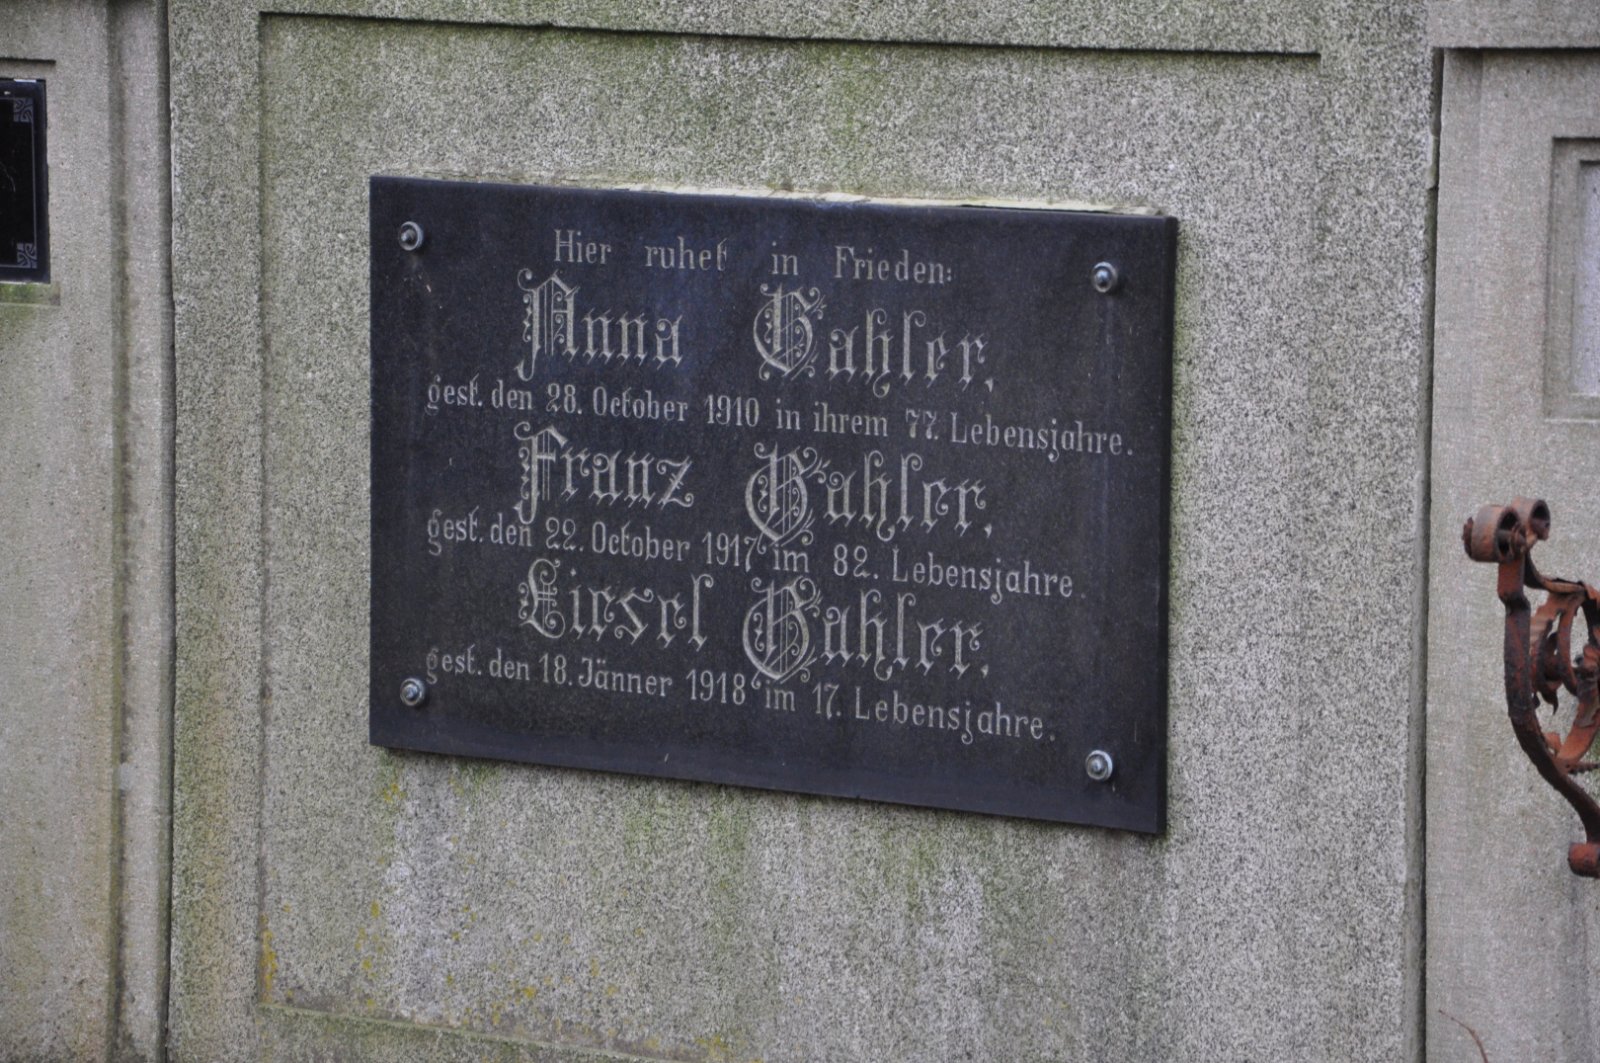 Hier ruhet in Frieden:
Anna Gahler,
gest. den 28. October 1910 in ihrem 77. Lebensjahre.
Franz Gahler,
gest. den 22. October 1917 im 82. Lebensjahre.
Liesel Gahler,
gest. den 18. Jänner 1918 im 17. Lebensjahre.